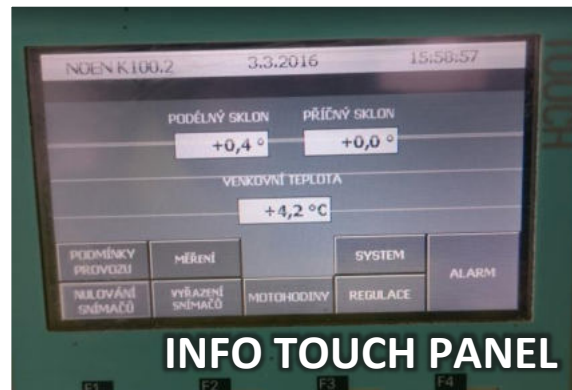 NOEN K100.2 3.3.2016 15:58:57
TOUCH
PODÉLNÝ SKLON PŘÍČNÝ SKLON
+0,4 ° +0,0 °
VENKOVNÍ TEPLOTA
+4,2 °C
PODMÍNKY PROVOZU
MĚŘENÍ
SYSTEM
ALARM
NULOVÁNÍ SNÍMAČŮ
VYŘAZENÍ SNÍMAČŮ
MOTOHODINY
REGULACE
INFO TOUCH PANEL
F1 F2 F3 F4